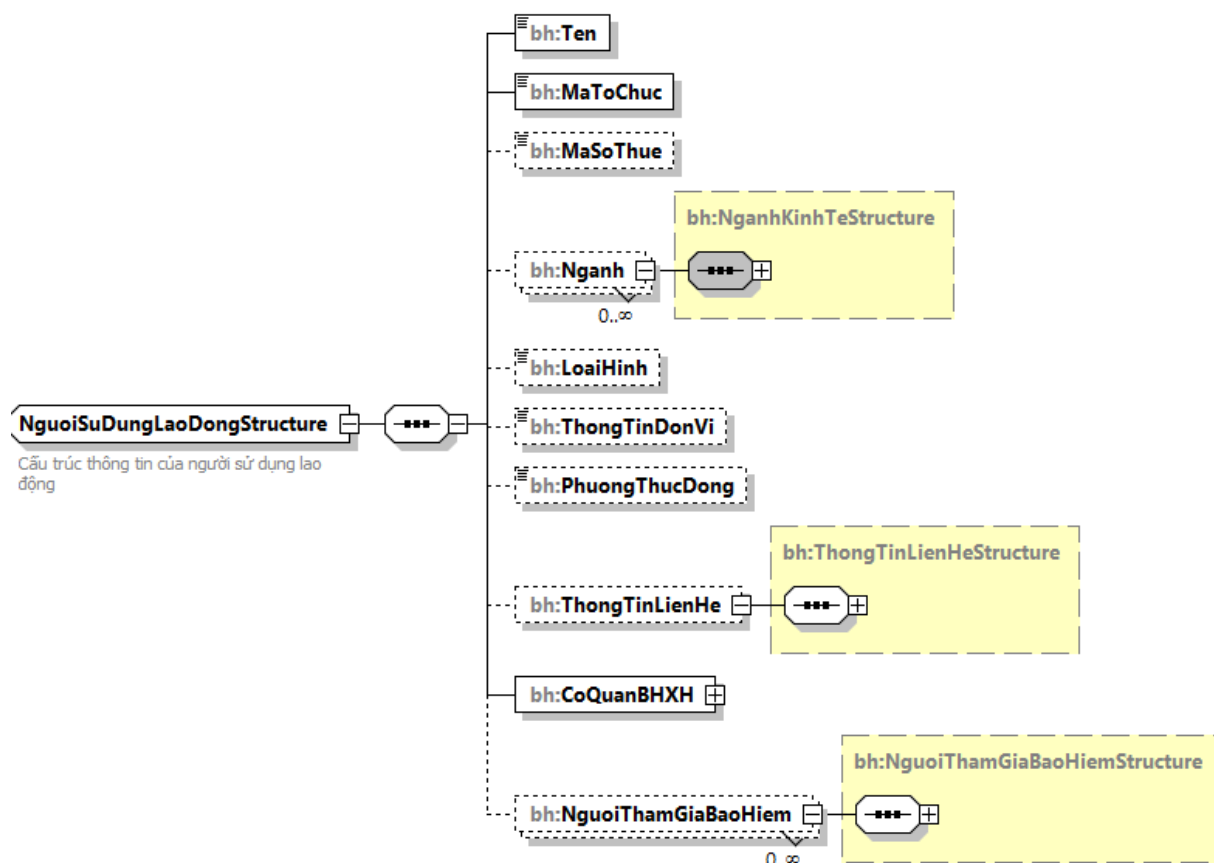 bh:Ten
bh:MaToChuc
bh:MaSoThue
bh:NganhKinhTeStructure
bh:Nganh
0..∞
bh:LoaiHinh
NguoiSuDungLaoDongStructure
Cấu trúc thông tin của người sử dụng lao
động
bh:ThongTinDonVi
bh:PhuongThucDong
bh:ThongTinLienHeStructure
bh:ThongTinLienHe
bh:CoQuanBHXH
bh:NguoiThamGiaBaoHiemStructure
bh:NguoiThamGiaBaoHiem
0..∞